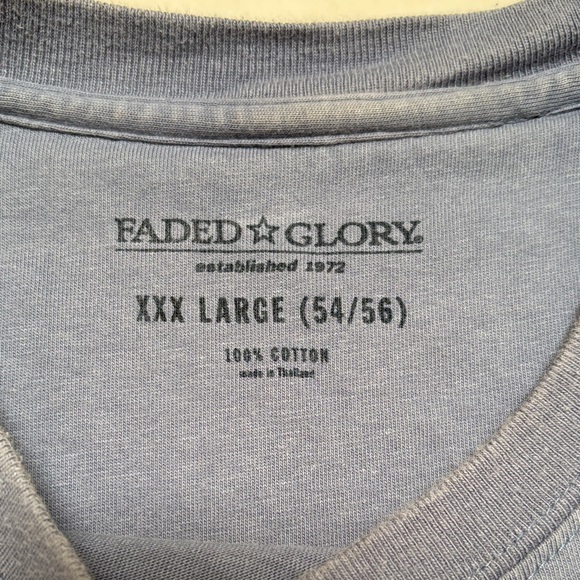 FADED☆GLORY®
established 1972
XXX LARGE (54/56)
100% COTTON
made in Thailand